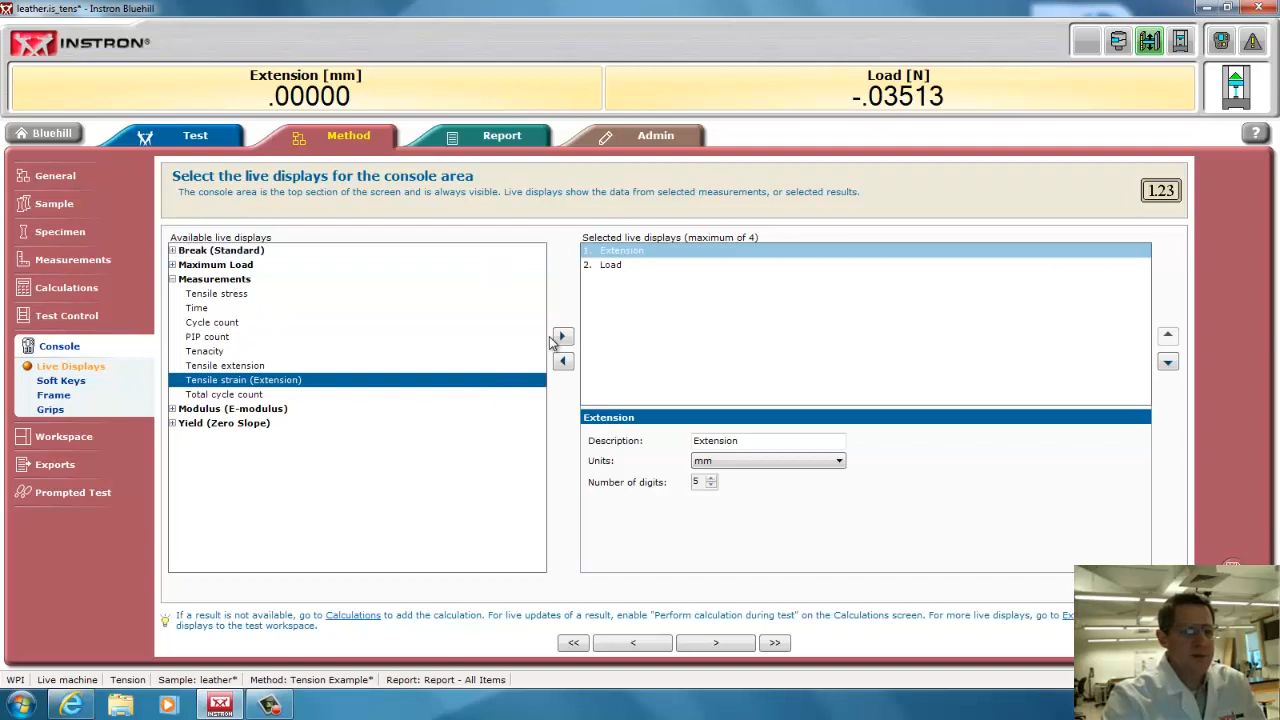 leather.is_tens* - Instron Bluehill
INSTRON®
Extension [mm]
.00000
Load [N]
-.03513
Bluehill
Test
Method
Report
Admin
?
General
Sample
Specimen
Measurements
Calculations
Test Control
Console
Live Displays
Soft Keys
Frame
Grips
Workspace
Exports
Prompted Test
Select the live displays for the console area
The console area is the top section of the screen and is always visible. Live displays show the data from selected measurements, or selected results.
1.23
Available live displays
Break (Standard)
Maximum Load
Measurements
Tensile stress
Time
Cycle count
PIP count
Tenacity
Tensile extension
Tensile strain (Extension)
Total cycle count
Modulus (E-modulus)
Yield (Zero Slope)
Selected live displays (maximum of 4)
1. Extension
2. Load
Extension
Description: Extension
Units: mm
Number of digits: 5
If a result is not available, go to Calculations to add the calculation. For live updates of a result, enable "Perform calculation during test" on the Calculations screen. For more live displays, go to
displays to the test workspace.
<< < > >>
WPI Live machine Tension Sample: leather* Method: Tension Example* Report: Report - All Items
INSTRON